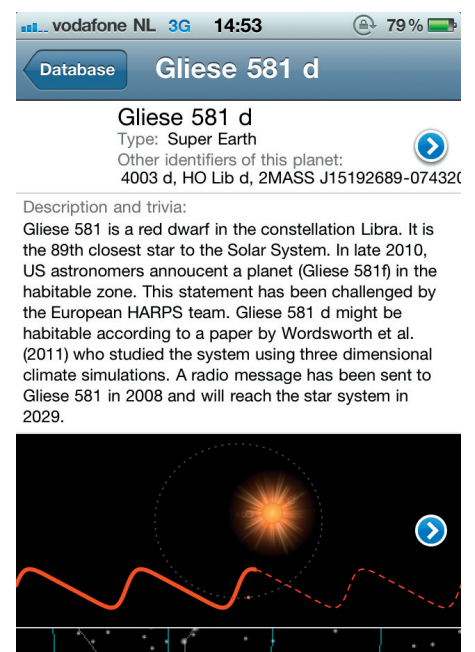 vodafone NL 3G 14:53 79%
Database Gliese 581 d
Gliese 581 d
Type: Super Earth
Other identifiers of this planet:
4003 d, HO Lib d, 2MASS J15192689-074320
Description and trivia:
Gliese 581 is a red dwarf in the constellation Libra. It is
the 89th closest star to the Solar System. In late 2010,
US astronomers annoucent a planet (Gliese 581f) in the
habitable zone. This statement has been challenged by
the European HARPS team. Gliese 581 d might be
habitable according to a paper by Wordsworth et al.
(2011) who studied the system using three dimensional
climate simulations. A radio message has been sent to
Gliese 581 in 2008 and will reach the star system in
2029.